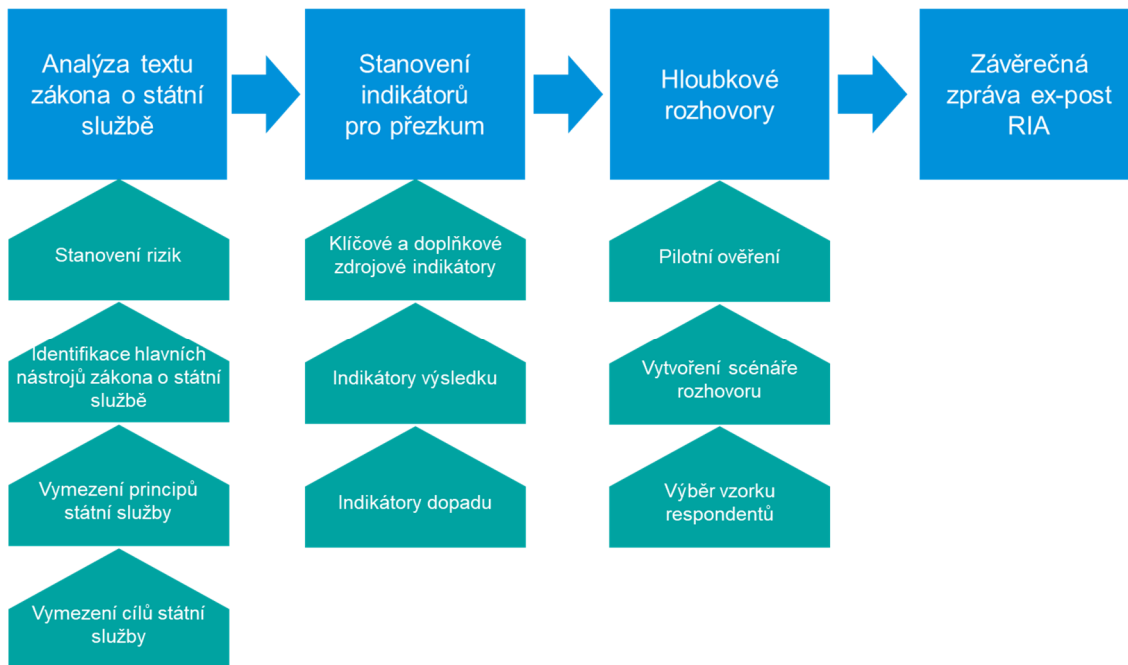 Analýza textu
zákona o státní
službě
Stanovení
indikátorů
pro přezkum
Hloubkové
rozhovory
Závěrečná
zpráva ex-post
RIA
Stanovení rizik
Identifikace hlavních
nástrojů zákona o státní
službě
Vymezení principů
státní služby
Vymezení cílů státní
služby
Klíčové a doplňkové
zdrojové indikátory
Indikátory výsledku
Indikátory dopadu
Pilotní ověření
Vytvoření scénáře
rozhovoru
Výběr vzorku
respondentů